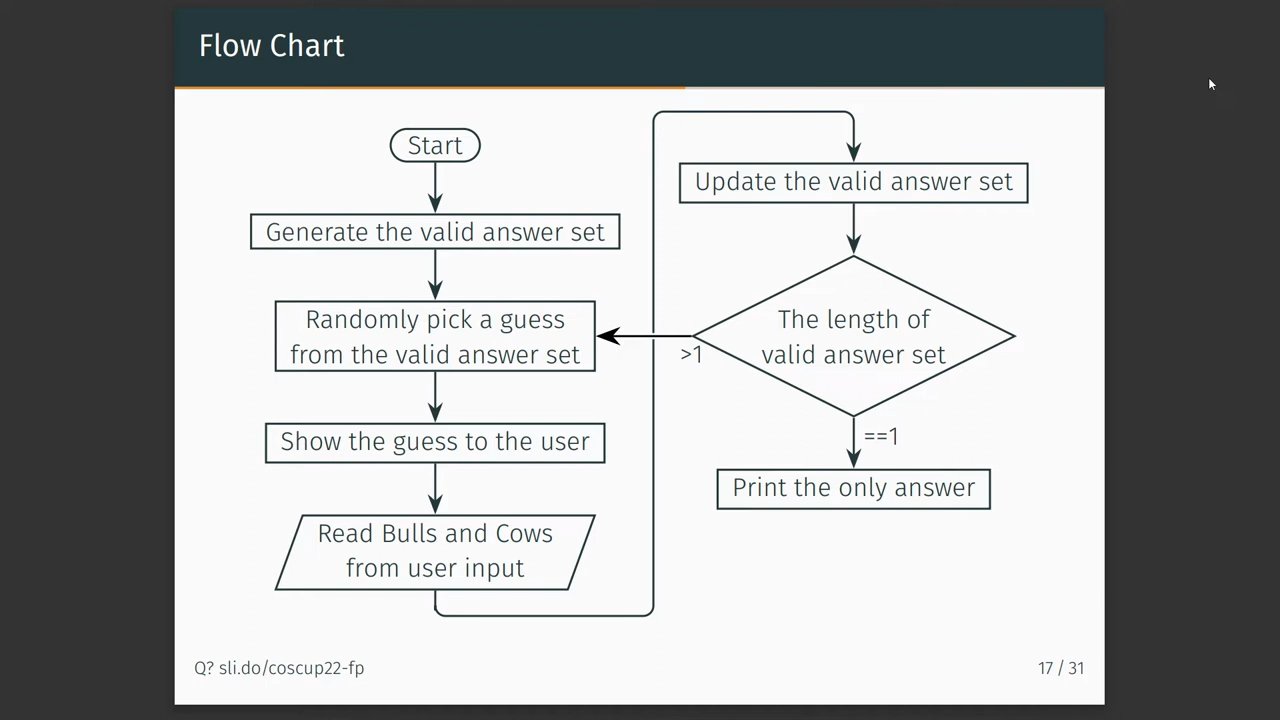 Flow Chart
Start
Generate the valid answer set
Randomly pick a guess
from the valid answer set
Show the guess to the user
Read Bulls and Cows
from user input
Update the valid answer set
The length of
valid answer set
>1
==1
Print the only answer
Q? sli.do/coscup22-fp
17 / 31